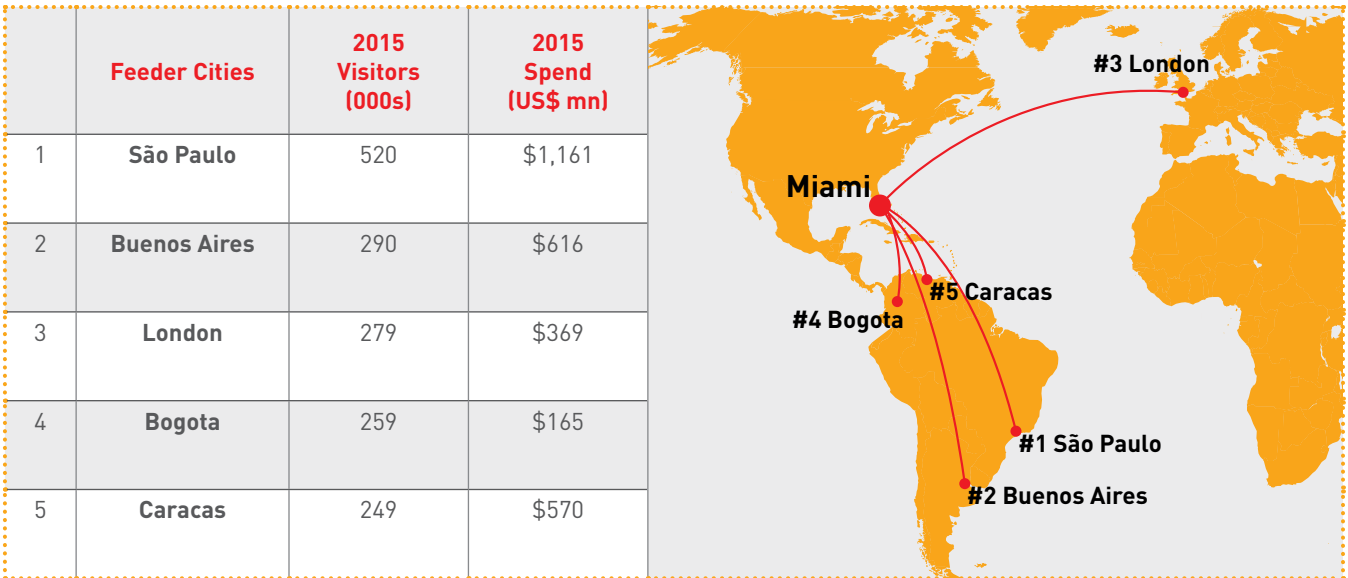 Feeder Cities
2015
Visitors
(000s)
2015
Spend
(US$ mn)
1 São Paulo 520 $1,161
2 Buenos Aires 290 $616
3 London 279 $369
4 Bogota 259 $165
5 Caracas 249 $570
#3 London
Miami
#5 Caracas
#4 Bogota
#1 São Paulo
#2 Buenos Aires